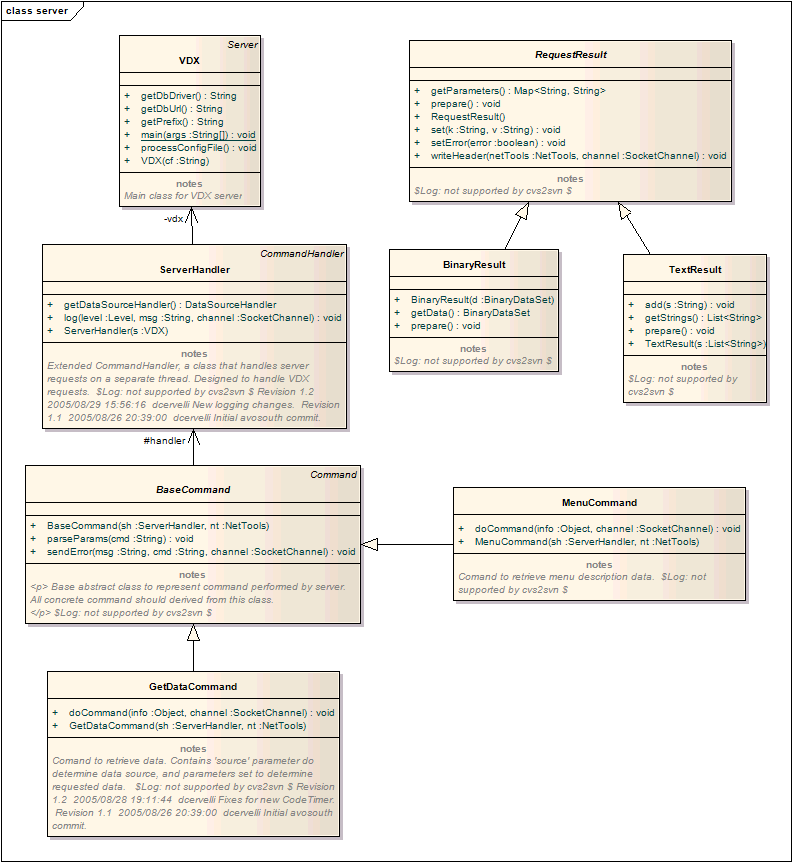 class server
Server
VDX
+ getDbDriver() : String
+ getDbUrl() : String
+ getPrefix() : String
+ main(args :String[]) : void
+ processConfigFile() : void
+ VDX(cf :String)
notes
Main class for VDX server
-vdx
CommandHandler
ServerHandler
+ getDataSourceHandler() : DataSourceHandler
+ log(level :Level, msg :String, channel :SocketChannel) : void
+ ServerHandler(s :VDX)
notes
Extended CommandHandler, a class that handles server
requests on a separate thread. Designed to handle VDX
requests.  $Log: not supported by cvs2svn $ Revision 1.2
2005/08/29 15:56:16  dcervelli New logging changes.  Revision
1.1  2005/08/26 20:39:00  dcervelli Initial avosouth commit.
#handler
Command
BaseCommand
+ BaseCommand(sh :ServerHandler, nt :NetTools)
+ parseParams(cmd :String) : void
+ sendError(msg :String, cmd :String, channel :SocketChannel) : void
notes
<p> Base abstract class to represent command performed by server.
All concrete command should derived from this class.
</p> $Log: not supported by cvs2svn $
GetDataCommand
+ doCommand(info :Object, channel :SocketChannel) : void
+ GetDataCommand(sh :ServerHandler, nt :NetTools)
notes
Comand to retrieve data. Contains 'source' parameter do
determine data source, and parameters set to determine
requested data.   $Log: not supported by cvs2svn $ Revision
1.2  2005/08/28 19:11:44  dcervelli Fixes for new CodeTimer.
Revision 1.1  2005/08/26 20:39:00  dcervelli Initial avosouth
commit.
RequestResult
+ getParameters() : Map<String, String>
+ prepare() : void
+ RequestResult()
+ set(k :String, v :String) : void
+ setError(error :boolean) : void
+ writeHeader(netTools :NetTools, channel :SocketChannel) : void
notes
$Log: not supported by cvs2svn $
BinaryResult
+ BinaryResult(d :BinaryDataSet)
+ getData() : BinaryDataSet
+ prepare() : void
notes
$Log: not supported by cvs2svn $
TextResult
+ add(s :String) : void
+ getStrings() : List<String>
+ prepare() : void
+ TextResult(s :List<String>)
notes
$Log: not supported by
cvs2svn $
MenuCommand
+ doCommand(info :Object, channel :SocketChannel) : void
+ MenuCommand(sh :ServerHandler, nt :NetTools)
notes
Comand to retrieve menu description data.  $Log: not
supported by cvs2svn $